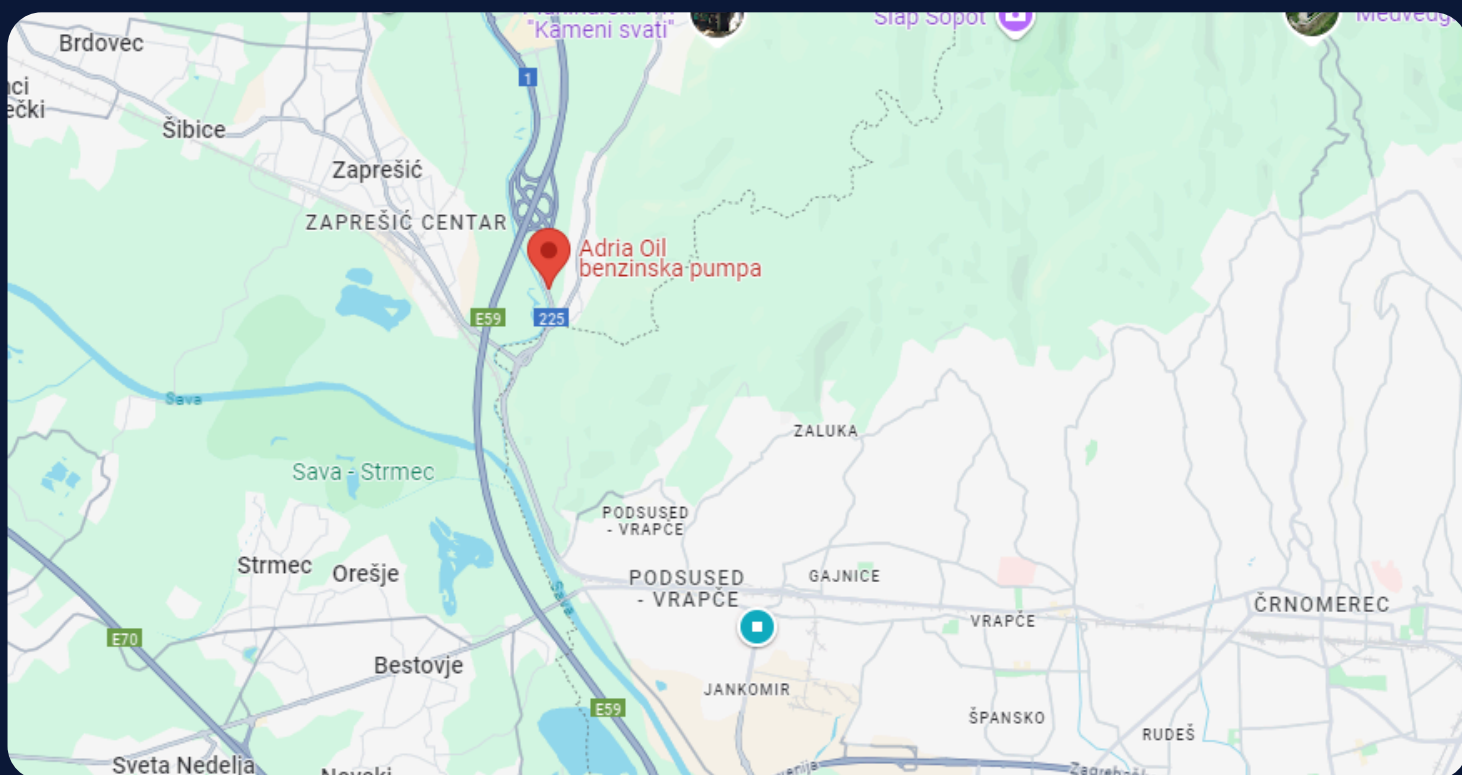 "Kameni svati"
Slap Sopot
Brdovec
1
Šibice
Zaprešić
ZAPREŠIĆ CENTAR
Adria Oil
benzinska pumpa
E59
225
Sava
ZALUKA
Sava - Strmec
PODSUSED
- VRAPČE
Strmec
Orešje
PODSUSED
- VRAPČE
GAJNICE
Sava
ČRNOMEREC
VRAPČE
E70
Bestovje
JANKOMIR
E59
ŠPANSKO
RUDEŠ
Sveta Nedelja